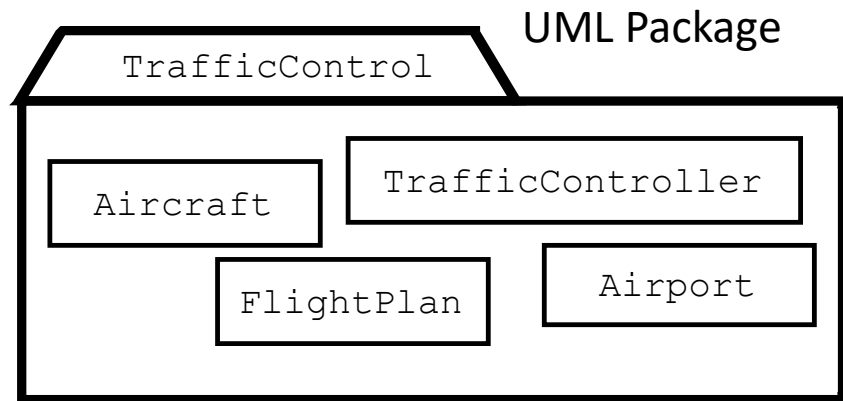 UML Package
TrafficControl
TrafficController
Aircraft
Airport
FlightPlan